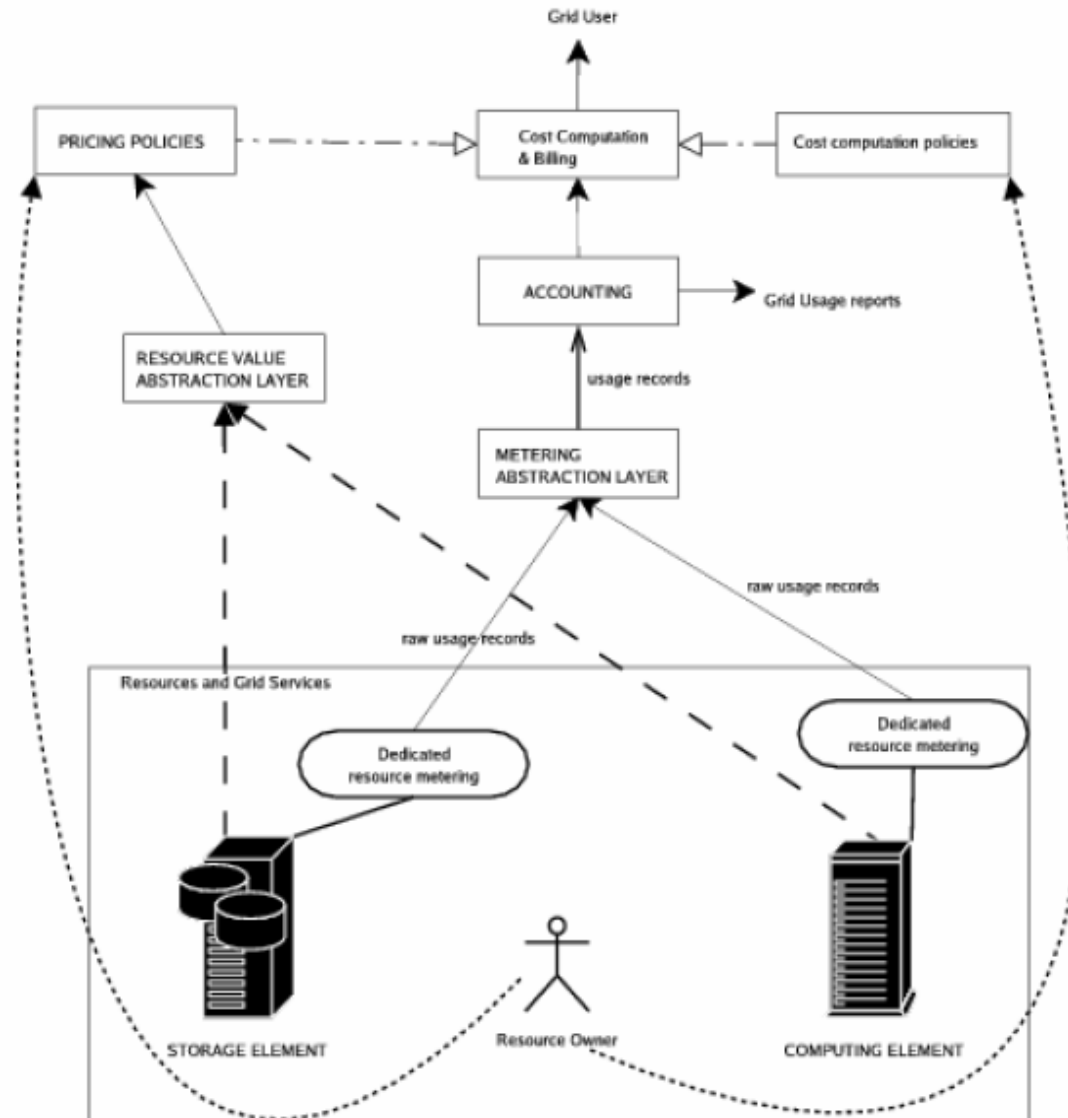 Grid User
PRICING POLICIES
Cost Computation
& Billing
Cost computation policies
ACCOUNTING
Grid Usage reports
RESOURCE VALUE
ABSTRACTION LAYER
usage records
METERING
ABSTRACTION LAYER
raw usage records
raw usage records
Resources and Grid Services
Dedicated
resource metering
Dedicated
resource metering
STORAGE ELEMENT
Resource Owner
COMPUTING ELEMENT